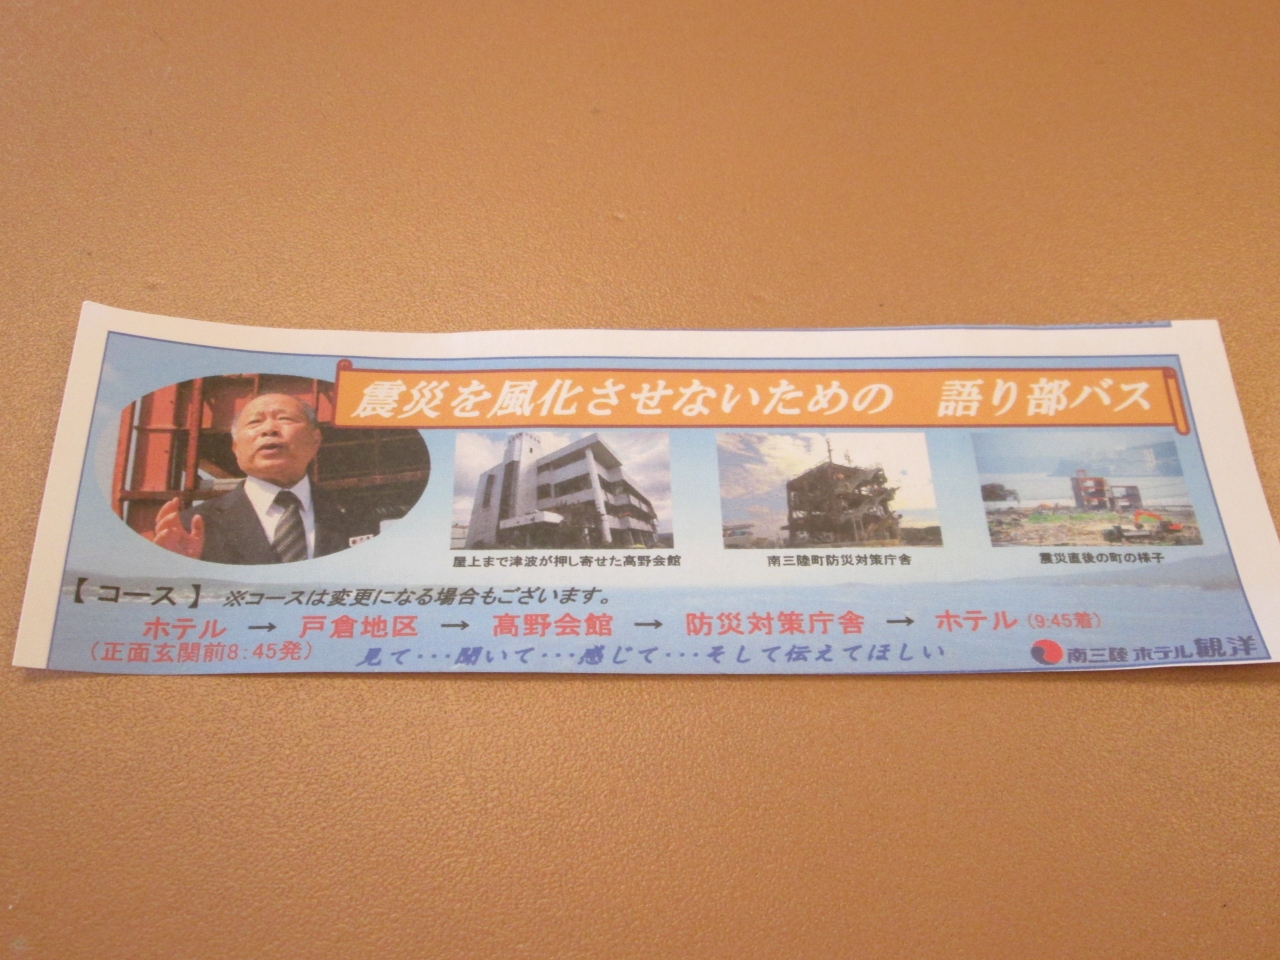 震災を風化させないための　語り部バス
屋上まで津波が押し寄せた高野会館
南三陸町防災対策庁舎
震災直後の町の様子
【コース】 ※コースは変更になる場合もございます。
ホテル → 戸倉地区 → 高野会館 → 防災対策庁舎 → ホテル（9:45着）
（正面玄関前8:45発）
見て・・・聞いて・・・感じて・・・そして伝えてほしい
南三陸 ホテル観洋